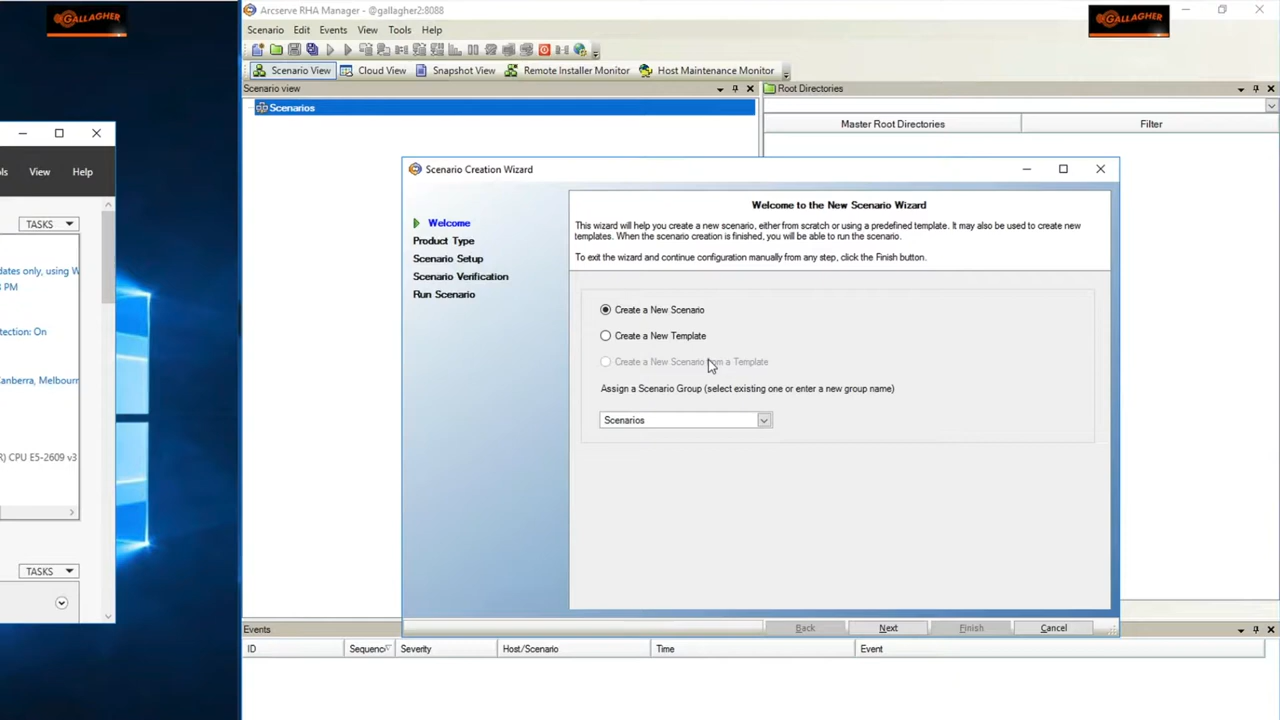 GALLAGHER
ls View Help
TASKS
dates only, using W
8 PM
tection: On
Canberra, Melbourn
R) CPU E5-2609 v3
TASKS
Arcserve RHA Manager - @gallagher2:8088
GALLAGHER
Scenario Edit Events View Tools Help
Scenario View Cloud View Snapshot View Remote Installer Monitor Host Maintenance Monitor
Scenario view
Root Directories
Scenarios
Master Root Directories Filter
Scenario Creation Wizard
Welcome
Product Type
Scenario Setup
Scenario Verification
Run Scenario
Welcome to the New Scenario Wizard
This wizard will help you create a new scenario, either from scratch or using a predefined template. It may also be used to create new
templates. When the scenario creation is finished, you will be able to run the scenario.
To exit the wizard and continue configuration manually from any step, click the Finish button.
Create a New Scenario
Create a New Template
Create a New Scenario from a Template
Assign a Scenario Group (select existing one or enter a new group name)
Scenarios
Back Next Finish Cancel
Events
ID Sequence Severity Host/Scenario Time Event